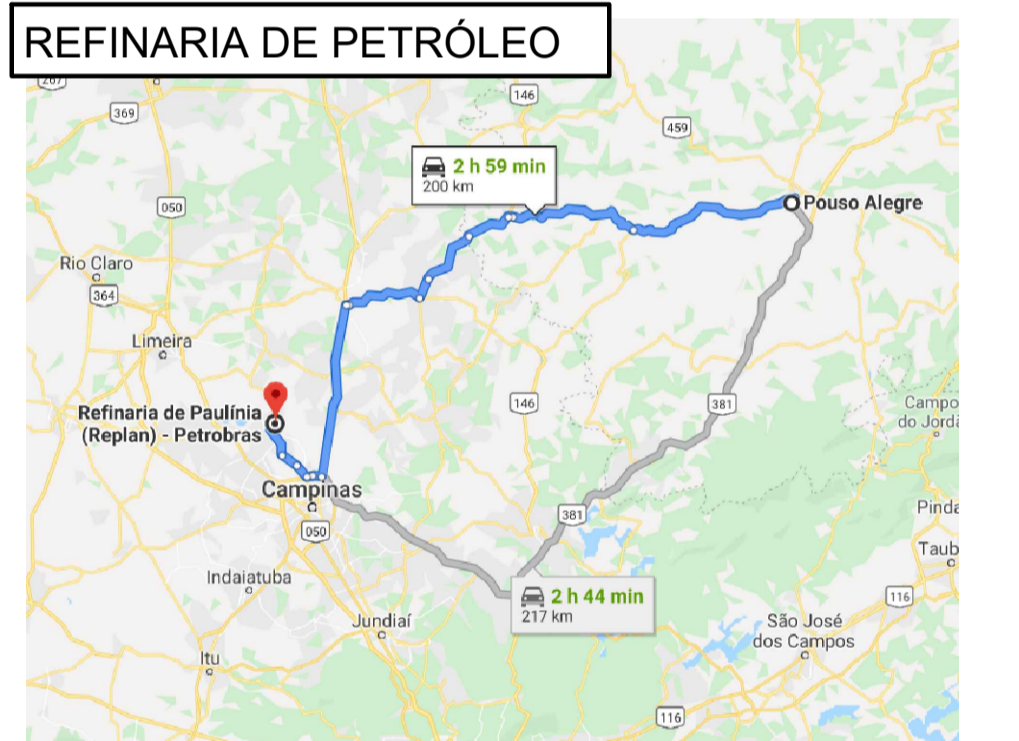 REFINARIA DE PETRÓLEO
267
146
369
459
2 h 59 min
200 km
050
Pouso Alegre
Rio Claro
364
Limeira
146
381
Campo
do Jordã
Refinaria de Paulínia
(Replan) - Petrobras
Campinas
381
Pinda
050
Taub
Indaiatuba
2 h 44 min
217 km
116
Jundiaí
São José
dos Campos
Itu
116